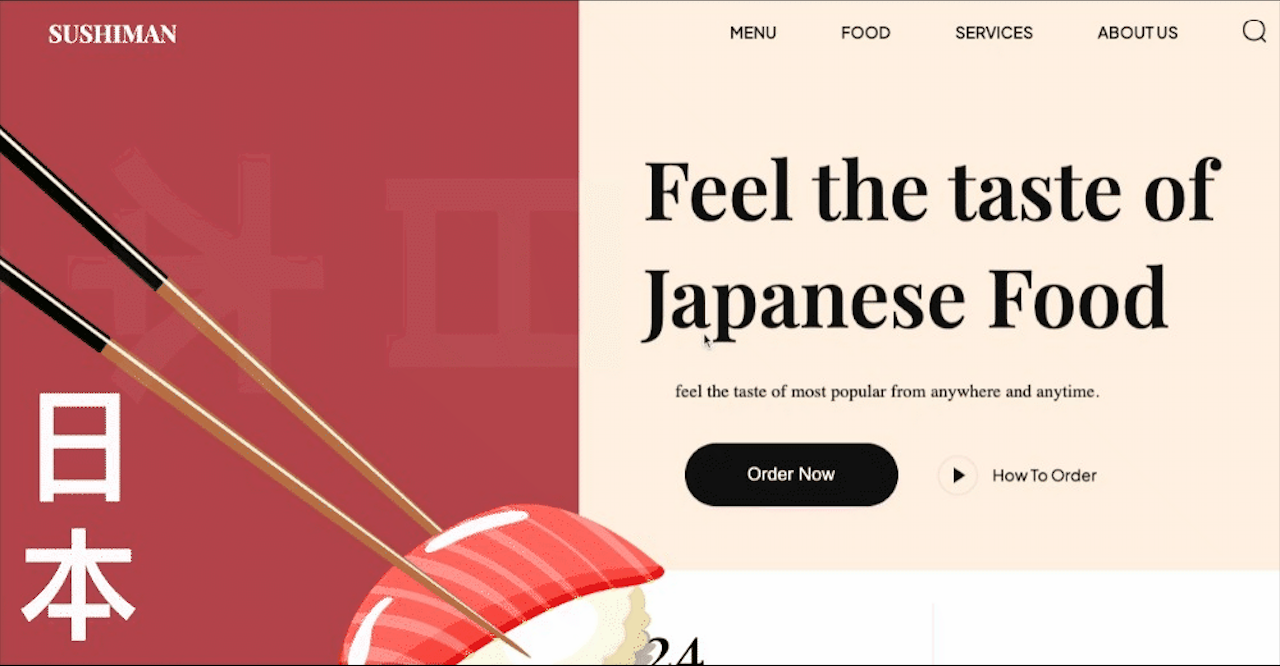 SUSHIMAN
MENU FOOD SERVICES ABOUT US
Feel the taste of
Japanese Food
feel the taste of most popular from anywhere and anytime.
Order Now
How To Order
日
本
24